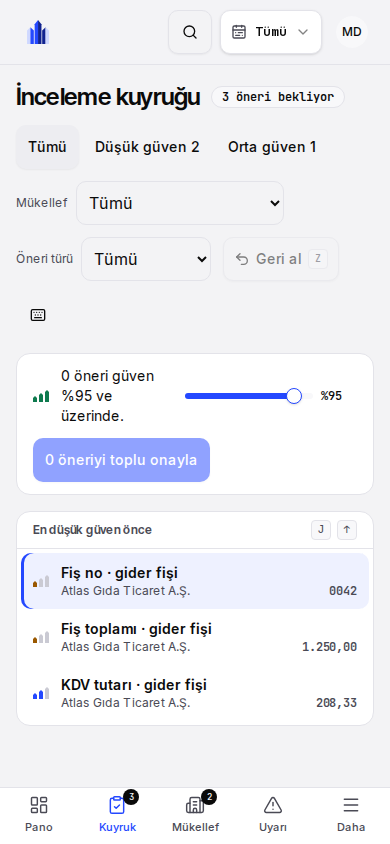 Tümü
MD
İnceleme kuyruğu
3 öneri bekliyor
Tümü
Düşük güven 2
Orta güven 1
Mükellef
Tümü
Öneri türü
Tümü
Geri al
Z
0 öneri güven
%95 ve
üzerinde.
%95
0 öneriyi toplu onayla
En düşük güven önce
J
↑
Fiş no · gider fişi
Atlas Gıda Ticaret A.Ş.
0042
Fiş toplamı · gider fişi
Atlas Gıda Ticaret A.Ş.
1.250,00
KDV tutarı · gider fişi
Atlas Gıda Ticaret A.Ş.
208,33
3
2
Pano
Kuyruk
Mükellef
Uyarı
Daha